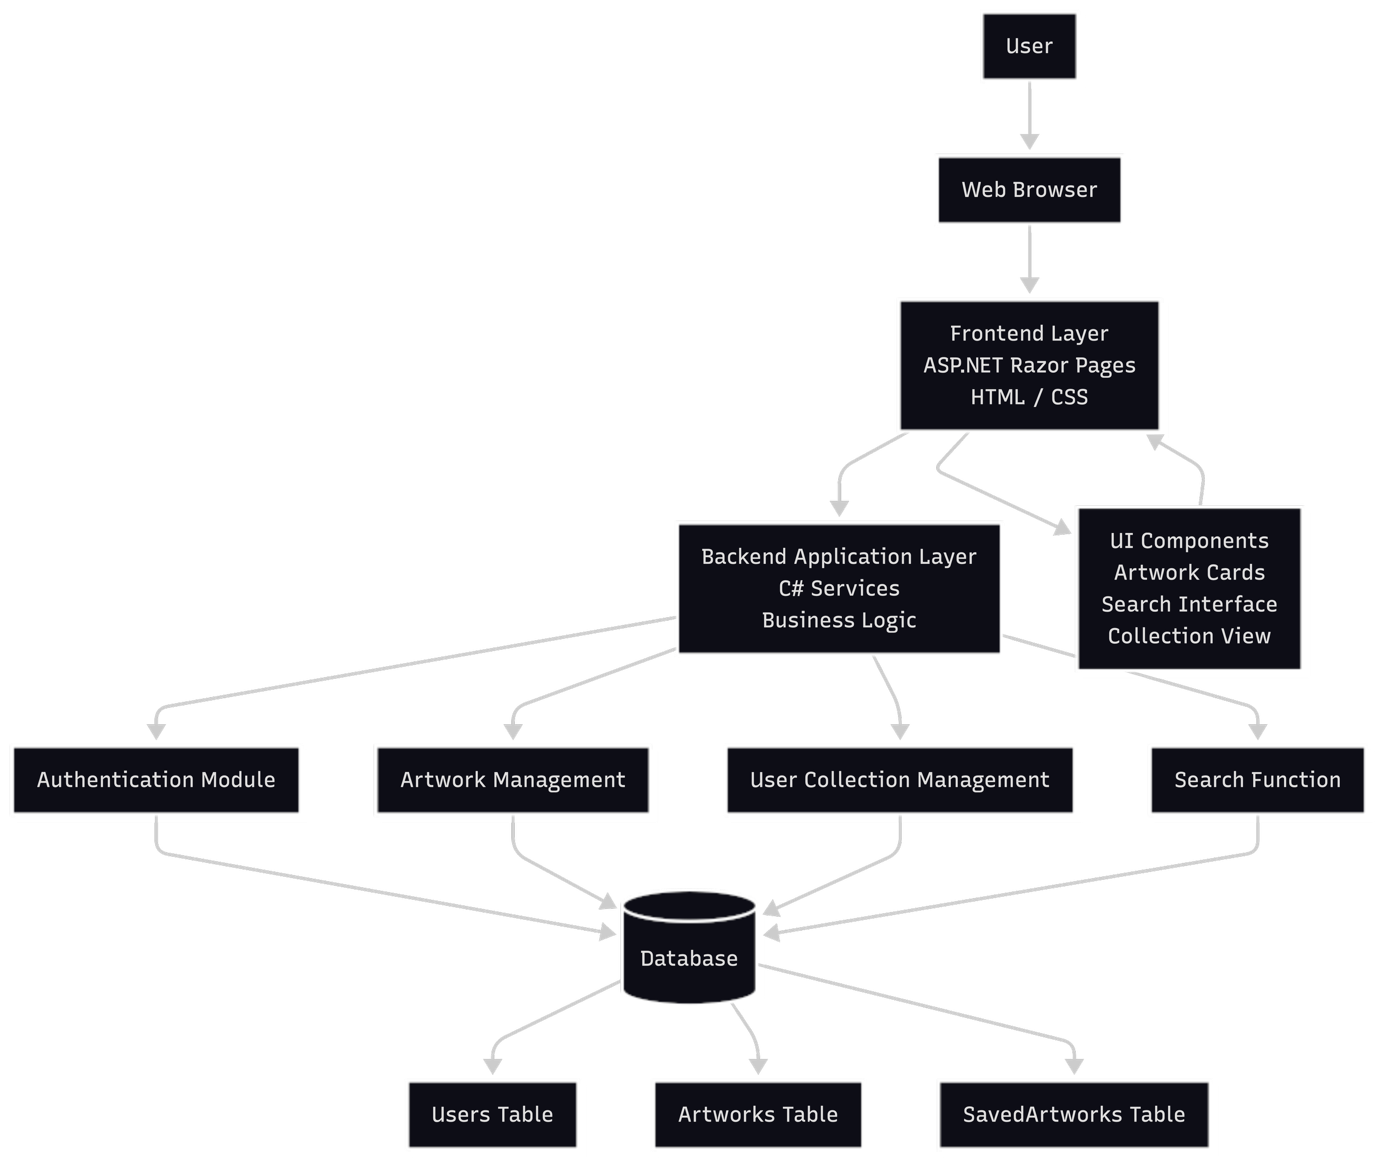 User
Web Browser
Frontend Layer
ASP.NET Razor Pages
HTML / CSS
Backend Application Layer
C# Services
Business Logic
UI Components
Artwork Cards
Search Interface
Collection View
Authentication Module
Artwork Management
User Collection Management
Search Function
Database
Users Table
Artworks Table
SavedArtworks Table